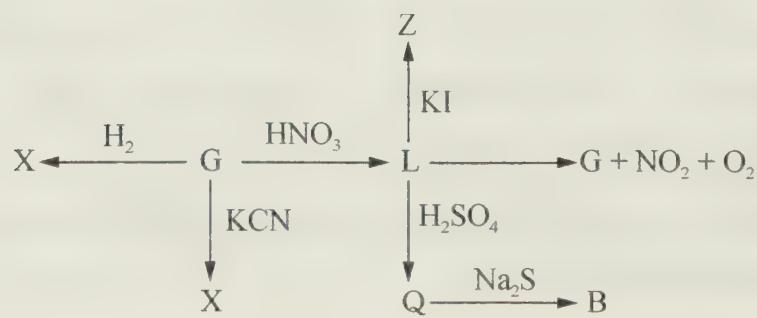 Z
KI
X H₂ G HNO₃ L G + NO₂ + O₂
KCN H₂SO₄
X Q Na₂S B